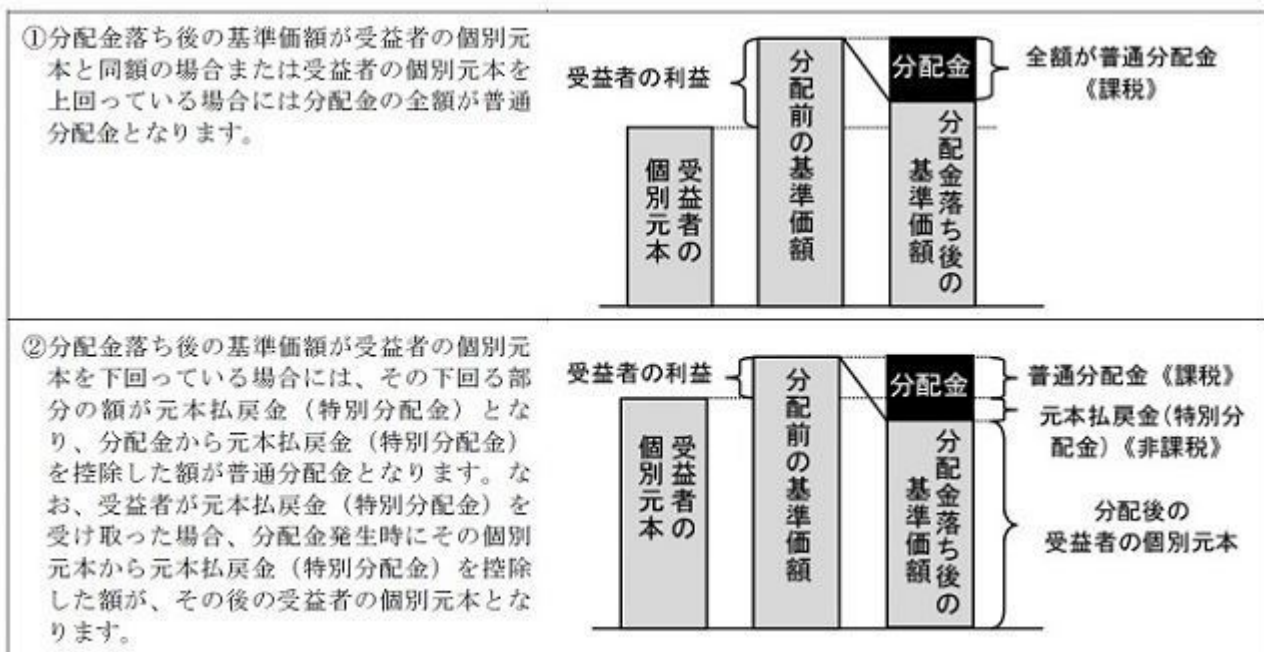 ①分配金落ち後の基準価額が受益者の個別元
本と同額の場合または受益者の個別元本を
上回っている場合には分配金の全額が普通
分配金となります。
受益者の利益
受益者の
個別元本
分配前の基準価額
分配金
分配金落ち後の
基準価額
全額が普通分配金
《課税》
②分配金落ち後の基準価額が受益者の個別元
本を下回っている場合には、その下回る部
分の額が元本払戻金（特別分配金）とな
り、分配金から元本払戻金（特別分配金）
を控除した額が普通分配金となります。な
お、受益者が元本払戻金（特別分配金）を
受け取った場合、分配金発生時にその個別
元本から元本払戻金（特別分配金）を控除
した額が、その後の受益者の個別元本とな
ります。
受益者の利益
受益者の
個別元本
分配前の基準価額
分配金
分配金落ち後の
基準価額
普通分配金《課税》
元本払戻金(特別分
配金)《非課税》
分配後の
受益者の個別元本